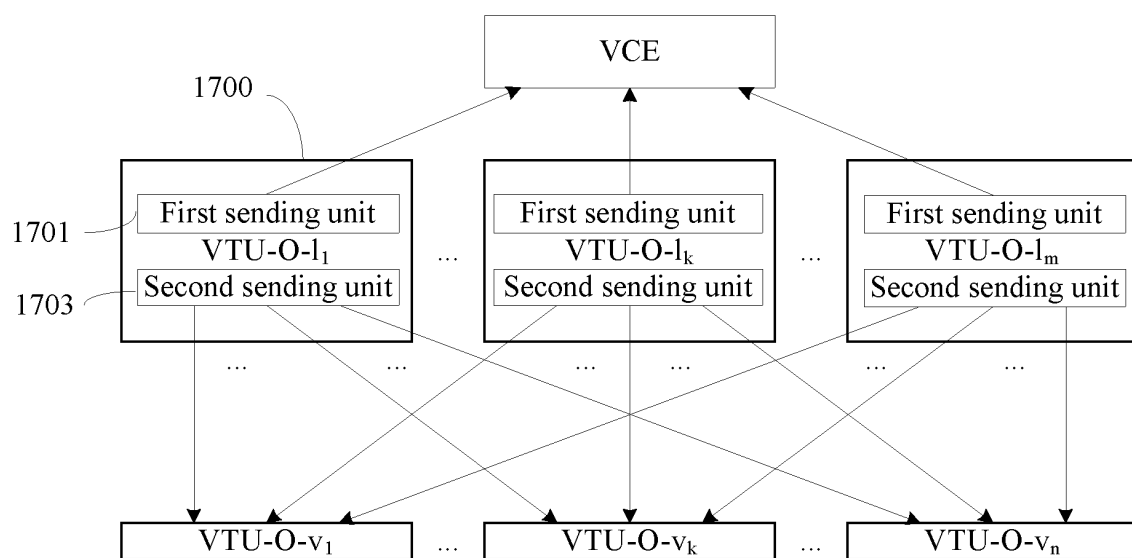 VCE
1700
First sending unit First sending unit First sending unit
1701
VTU-O-l₁ ... VTU-O-lₖ ... VTU-O-lₘ
Second sending unit Second sending unit Second sending unit
1703
... ... ... ... ... ...
VTU-O-v₁ ... VTU-O-vₖ ... VTU-O-vₙ